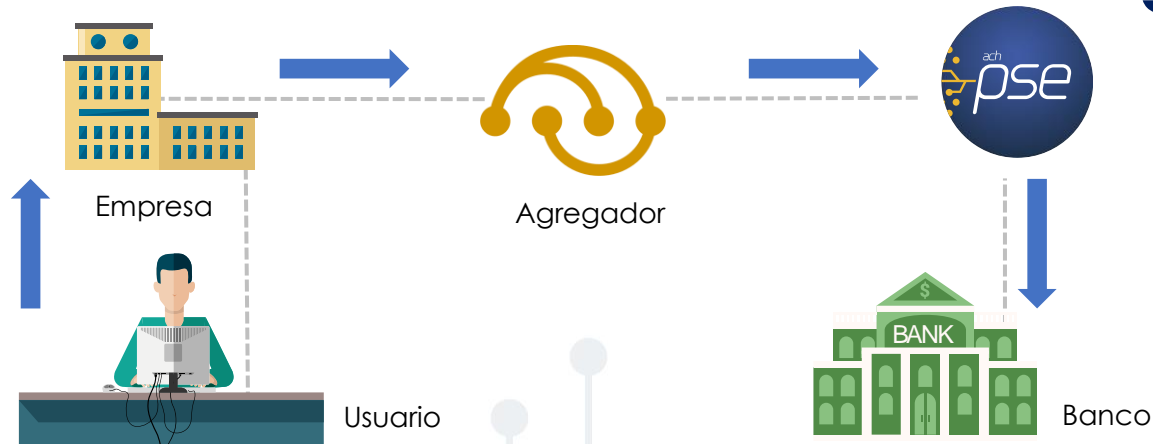 ach
pse
Empresa
Agregador
$
BANK
Usuario
Banco